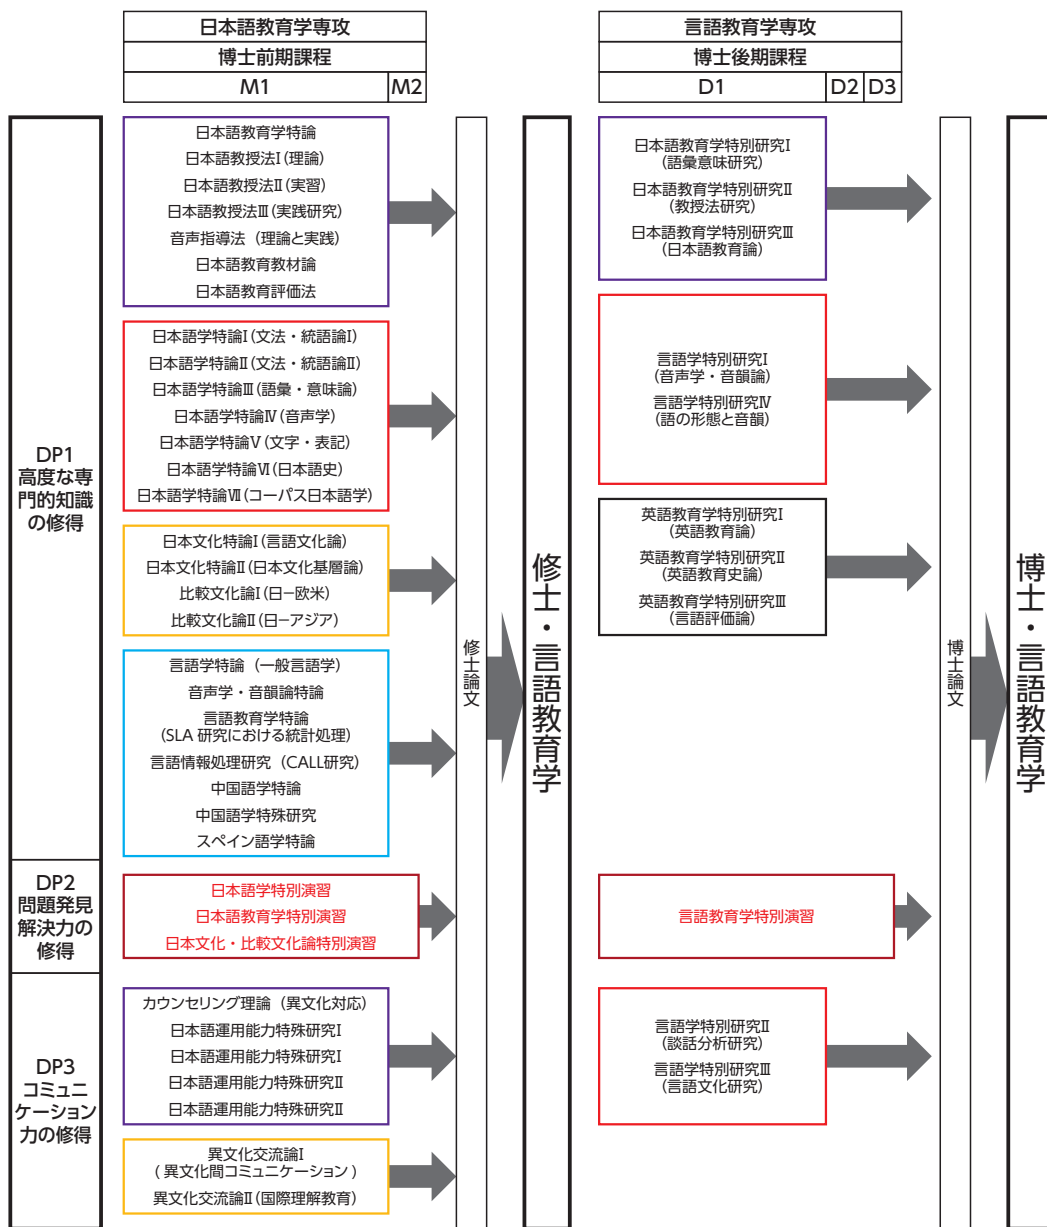 日本語教育学専攻
博士前期課程
M1
M2
言語教育学専攻
博士後期課程
D1
D2
D3
DP1
高度な専
門的知識
の修得
日本語教育学特論
日本語教授法Ⅰ(理論)
日本語教授法Ⅱ(実習)
日本語教授法Ⅲ(実践研究)
音声指導法（理論と実践）
日本語教育教材論
日本語教育評価法
日本語学特論Ⅰ(文法・統語論Ⅰ)
日本語学特論Ⅱ(文法・統語論Ⅱ)
日本語学特論Ⅲ(語彙・意味論)
日本語学特論Ⅳ(音声学)
日本語学特論Ⅴ(文字・表記)
日本語学特論Ⅵ(日本語史)
日本語学特論Ⅶ(コーパス日本語学)
日本文化特論Ⅰ(言語文化論)
日本文化特論Ⅱ(日本文化基層論)
比較文化論Ⅰ(日−欧米)
比較文化論Ⅱ(日−アジア)
言語学特論（一般言語学）
音声学・音韻論特論
言語教育学特論
(SLA 研究における統計処理)
言語情報処理研究（CALL研究）
中国語学特論
中国語学特殊研究
スペイン語学特論
DP2
問題発見
解決力の
修得
日本語学特別演習
日本語教育学特別演習
日本文化・比較文化論特別演習
DP3
コミュニ
ケーション
力の修得
カウンセリング理論（異文化対応）
日本語運用能力特殊研究Ⅰ
日本語運用能力特殊研究Ⅰ
日本語運用能力特殊研究Ⅱ
日本語運用能力特殊研究Ⅱ
異文化交流論Ⅰ
( 異文化間コミュニケーション )
異文化交流論Ⅱ(国際理解教育)
修士論文
修士・言語教育学
日本語教育学特別研究Ⅰ
(語彙意味研究)
日本語教育学特別研究Ⅱ
(教授法研究)
日本語教育学特別研究Ⅲ
(日本語教育論)
言語学特別研究Ⅰ
(音声学・音韻論)
言語学特別研究Ⅳ
(語の形態と音韻)
英語教育学特別研究Ⅰ
(英語教育論)
英語教育学特別研究Ⅱ
(英語教育史論)
英語教育学特別研究Ⅲ
(言語評価論)
言語教育学特別演習
言語学特別研究Ⅱ
(談話分析研究)
言語学特別研究Ⅲ
(言語文化研究)
博士論文
博士・言語教育学